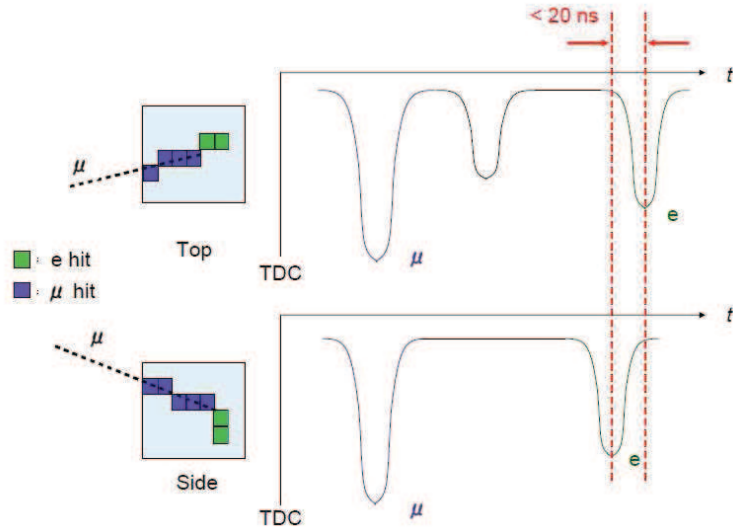 < 20 ns
t
μ
Top
TDC
μ
e
: e hit
: μ hit
t
μ
Side
TDC
μ
e